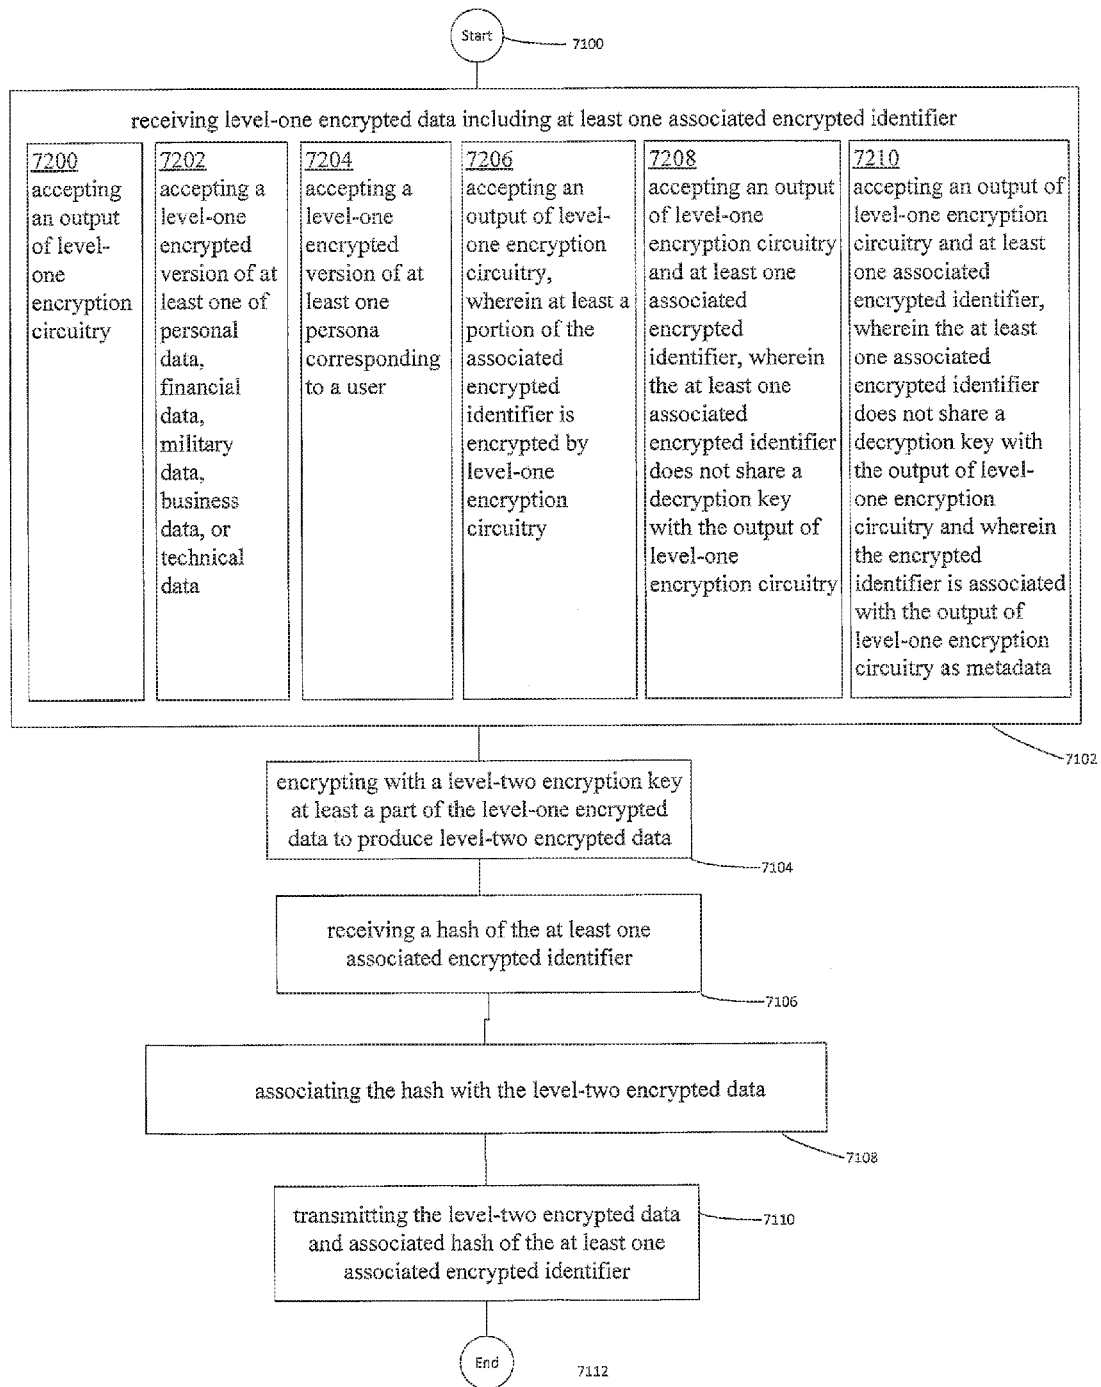 Start
7100
receiving level-one encrypted data including at least one associated encrypted identifier
7200
accepting
an output
of level-
one
encryption
circuitry
7202
accepting a
level-one
encrypted
version of at
least one of
personal
data,
financial
data,
military
data,
business
data, or
technical
data
7204
accepting a
level-one
encrypted
version of at
least one
persona
corresponding
to a user
7206
accepting an
output of level-
one encryption
circuitry,
wherein at least a
portion of the
associated
encrypted
identifier is
encrypted by
level-one
encryption
circuitry
7208
accepting an output
of level-one
encryption circuitry
and at least one
associated
encrypted
identifier, wherein
the at least one
associated
encrypted identifier
does not share a
decryption key
with the output of
level-one
encryption circuitry
7210
accepting an output of
level-one encryption
circuitry and at least
one associated
encrypted identifier,
wherein the at least
one associated
encrypted identifier
does not share a
decryption key with
the output of level-
one encryption
circuitry and wherein
the encrypted
identifier is associated
with the output of
level-one encryption
circuitry as metadata
7102
encrypting with a level-two encryption key
at least a part of the level-one encrypted
data to produce level-two encrypted data
7104
receiving a hash of the at least one
associated encrypted identifier
7106
associating the hash with the level-two encrypted data
7108
transmitting the level-two encrypted data
and associated hash of the at least one
associated encrypted identifier
7110
End
7112